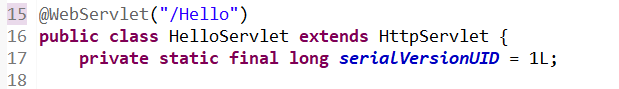 15 @WebServlet("/Hello")
16 public class HelloServlet extends HttpServlet {
17     private static final long serialVersionUID = 1L;
18